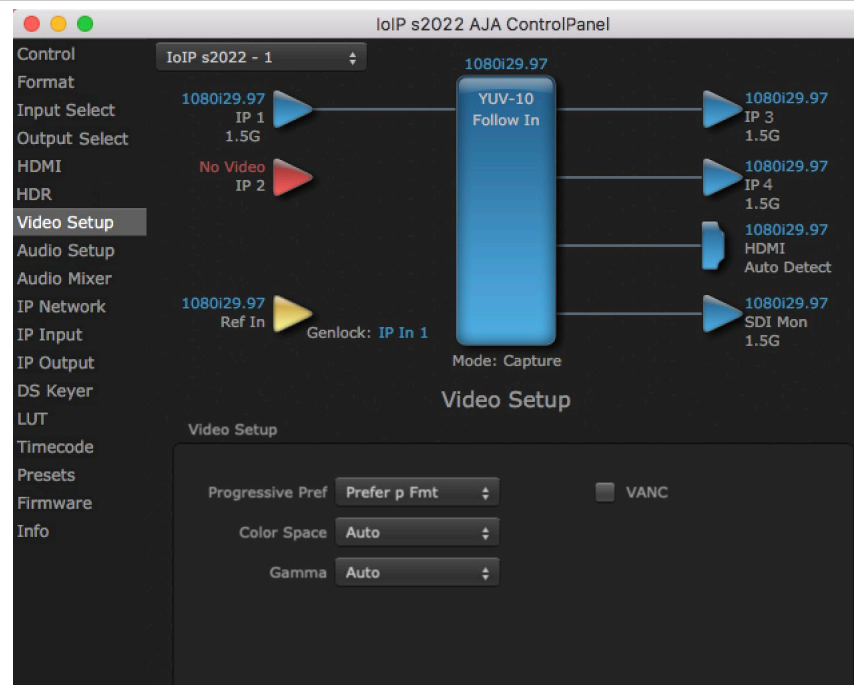 IoIP s2022 AJA ControlPanel
Control
Format
Input Select
Output Select
HDMI
HDR
Video Setup
Audio Setup
Audio Mixer
IP Network
IP Input
IP Output
DS Keyer
LUT
Timecode
Presets
Firmware
Info
IoIP s2022 - 1
1080i29.97
IP 1
1.5G
No Video
IP 2
1080i29.97
Ref In
Genlock: IP In 1
1080i29.97
YUV-10
Follow In
Mode: Capture
1080i29.97
IP 3
1.5G
1080i29.97
IP 4
1.5G
1080i29.97
HDMI
Auto Detect
1080i29.97
SDI Mon
1.5G
Video Setup
Video Setup
Progressive Pref Prefer p Fmt
VANC
Color Space Auto
Gamma Auto